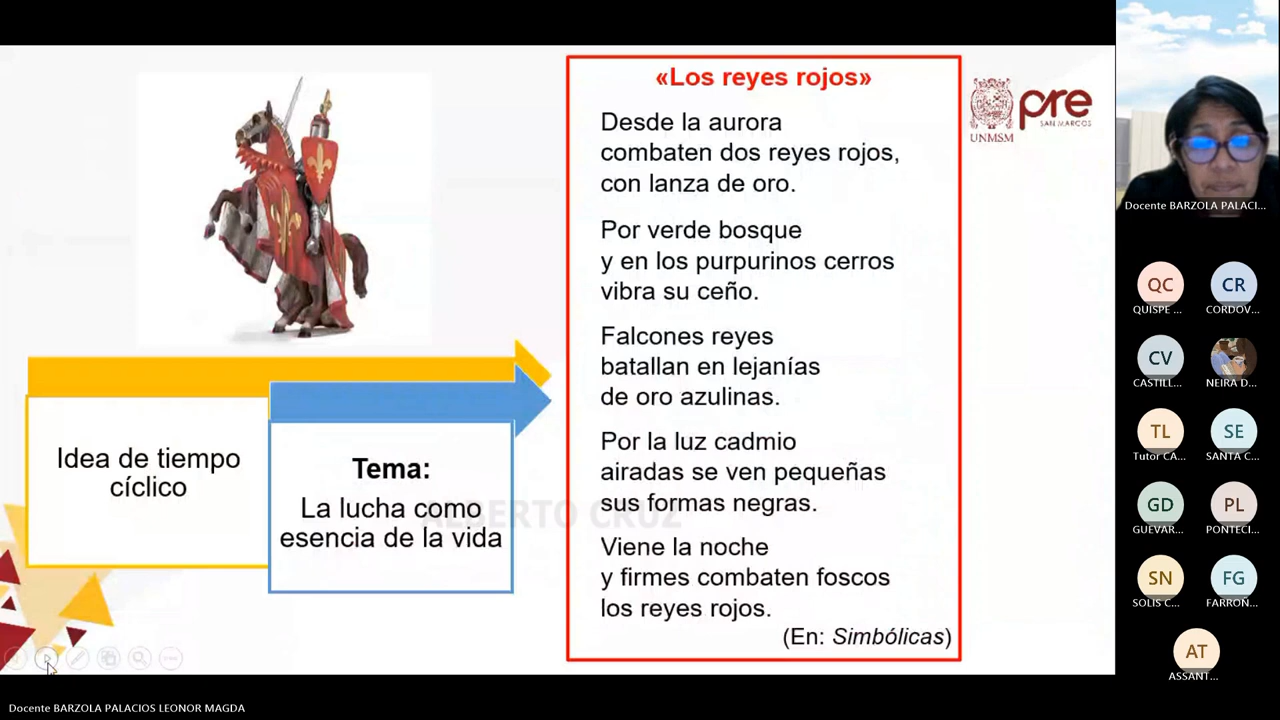 «Los reyes rojos»
Desde la aurora
combaten dos reyes rojos,
con lanza de oro.
Por verde bosque
y en los purpurinos cerros
vibra su ceño.
Falcones reyes
batallan en lejanías
de oro azulinas.
Por la luz cadmio
airadas se ven pequeñas
sus formas negras.
Viene la noche
y firmes combaten foscos
los reyes rojos.
(En: Simbólicas)
Idea de tiempo
cíclico
Tema:
La lucha como
esencia de la vida
ALBERTO CRUZ
UNMSM
pre
SAN MARCOS
Docente BARZOLA PALACI...
QC
QUISPE ...
CR
CORDOV...
CV
CASTILL...
NEIRA D...
TL
Tutor CA...
SE
SANTA C...
GD
GUEVAR...
PL
PONTECI...
SN
SOLIS C...
FG
FARROÑ...
AT
ASSANT...
Docente BARZOLA PALACIOS LEONOR MAGDA